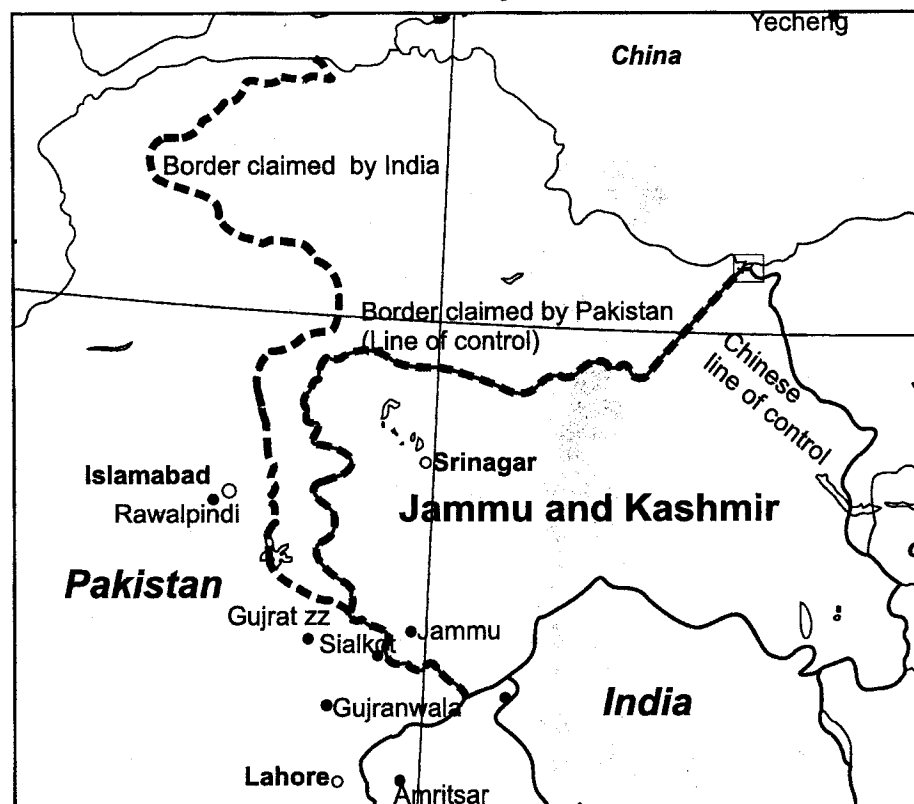 Yecheng
China
Border claimed by India
Border claimed by Pakistan
(Line of control)
Chinese
line of control
Srinagar
Islamabad
Rawalpindi
Jammu and Kashmir
Pakistan
Gujrat zz
Sialkot
Jammu
India
Gujranwala
Lahore
Amritsar